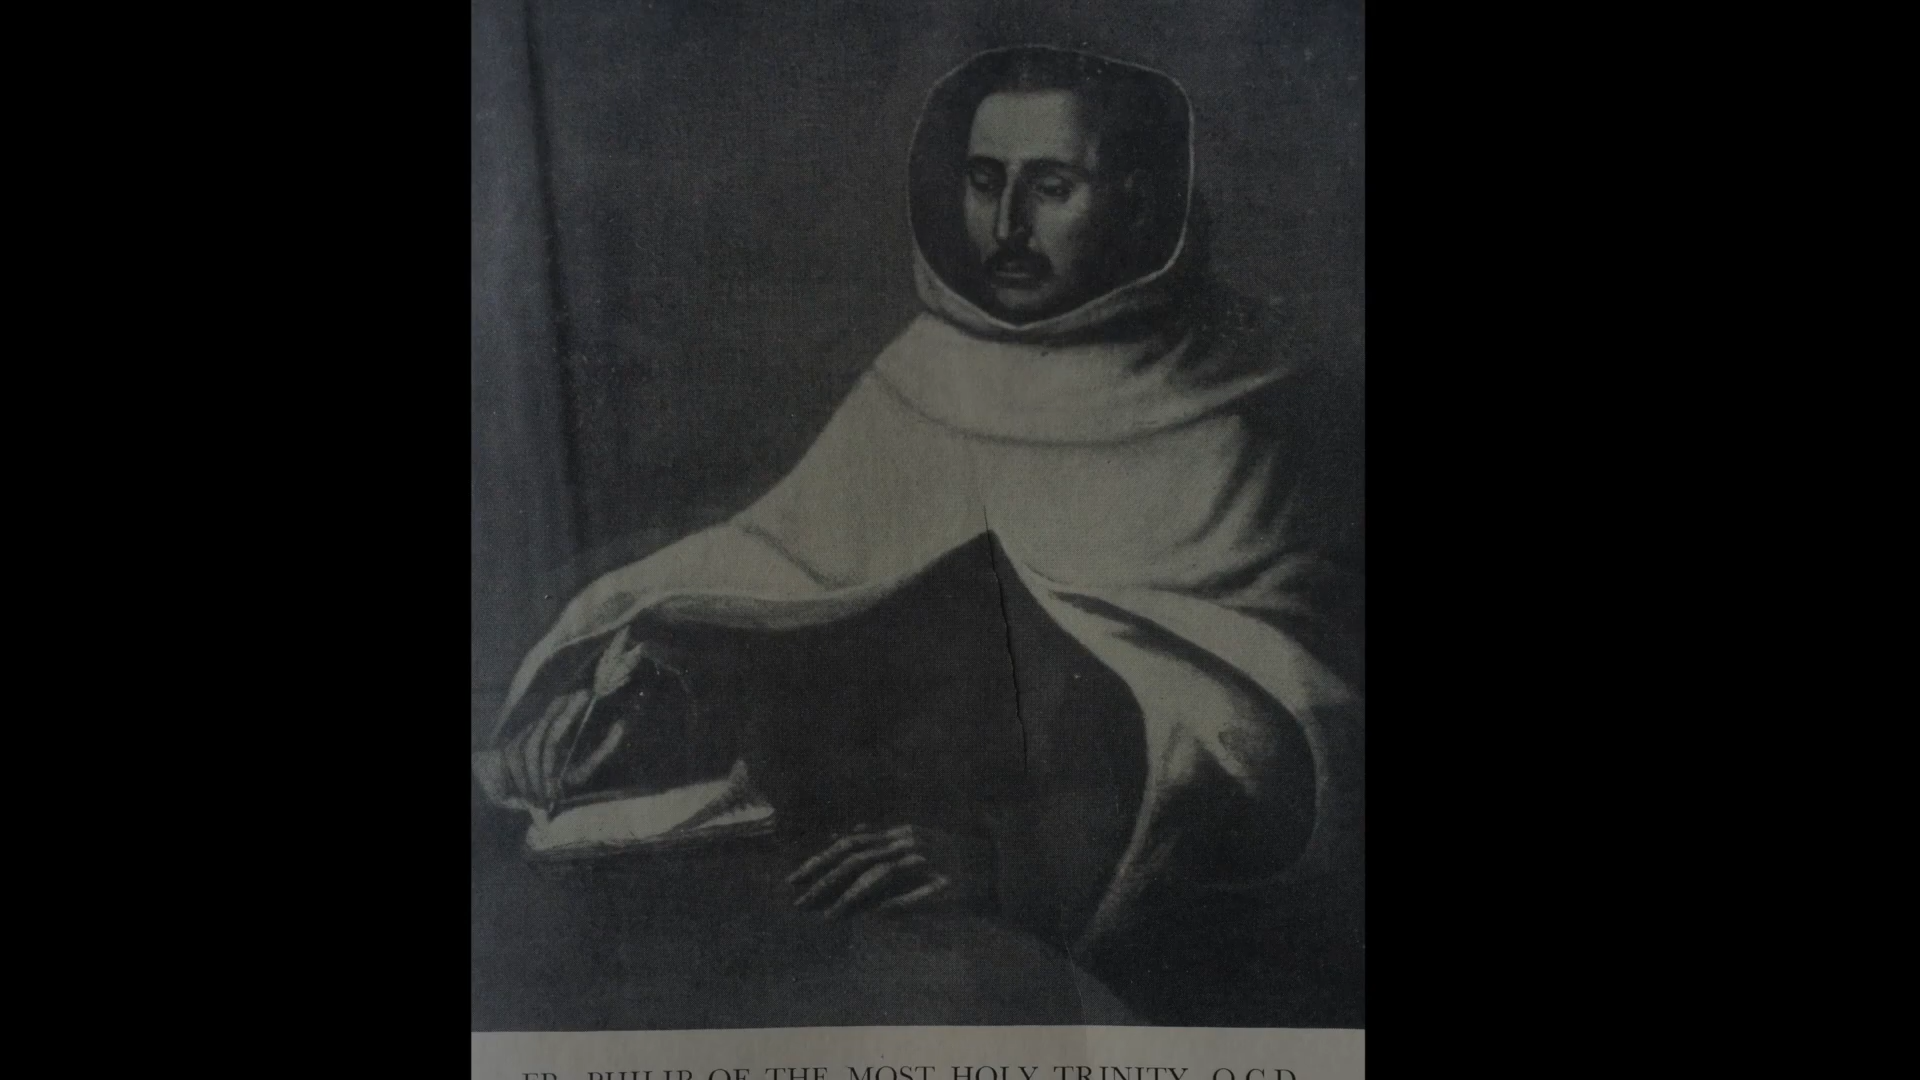 FR. PHILIP OF THE MOST HOLY TRINITY, O.C.D.